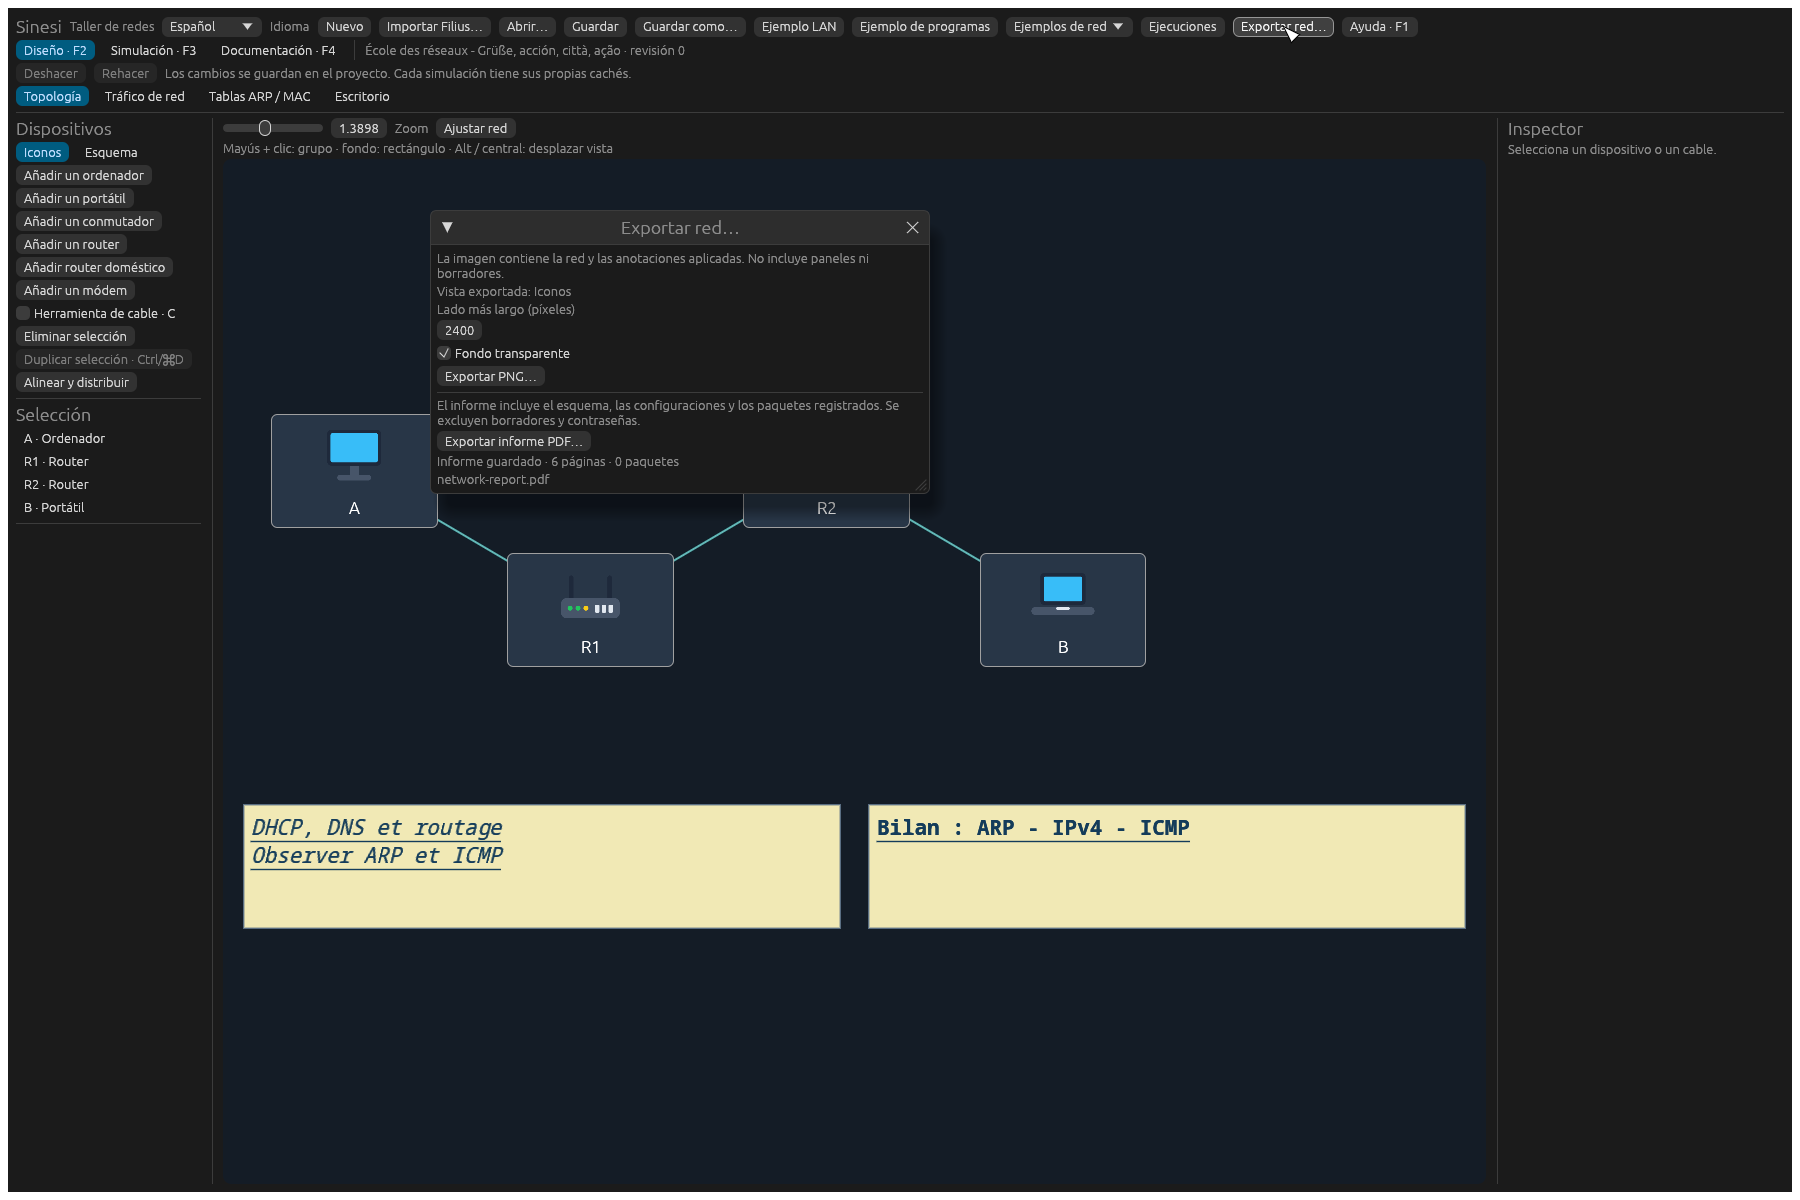 Sinesi Taller de redes Español Idioma Nuevo Importar Filius... Abrir... Guardar Guardar como... Ejemplo LAN Ejemplo de programas Ejemplos de red Ejecuciones Exportar red... Ayuda · F1
Diseño · F2 Simulación · F3 Documentación · F4 École des réseaux - Grüße, acción, città, ação · revisión 0
Deshacer Rehacer Los cambios se guardan en el proyecto. Cada simulación tiene sus propias cachés.
Topología Tráfico de red Tablas ARP / MAC Escritorio
Dispositivos
Iconos Esquema
Añadir un ordenador
Añadir un portátil
Añadir un conmutador
Añadir un router
Añadir router doméstico
Añadir un módem
Herramienta de cable · C
Eliminar selección
Duplicar selección · Ctrl/⌘D
Alinear y distribuir
Selección
A · Ordenador
R1 · Router
R2 · Router
B · Portátil
1.3898 Zoom Ajustar red
Mayús + clic: grupo · fondo: rectángulo · Alt / central: desplazar vista
Exportar red...
La imagen contiene la red y las anotaciones aplicadas. No incluye paneles ni
borradores.
Vista exportada: Iconos
Lado más largo (píxeles)
2400
Fondo transparente
Exportar PNG...
El informe incluye el esquema, las configuraciones y los paquetes registrados. Se
excluyen borradores y contraseñas.
Exportar informe PDF...
Informe guardado · 6 páginas · 0 paquetes
network-report.pdf
A
R2
R1
B
DHCP, DNS et routage
Observer ARP et ICMP
Bilan : ARP - IPv4 - ICMP
Inspector
Selecciona un dispositivo o un cable.